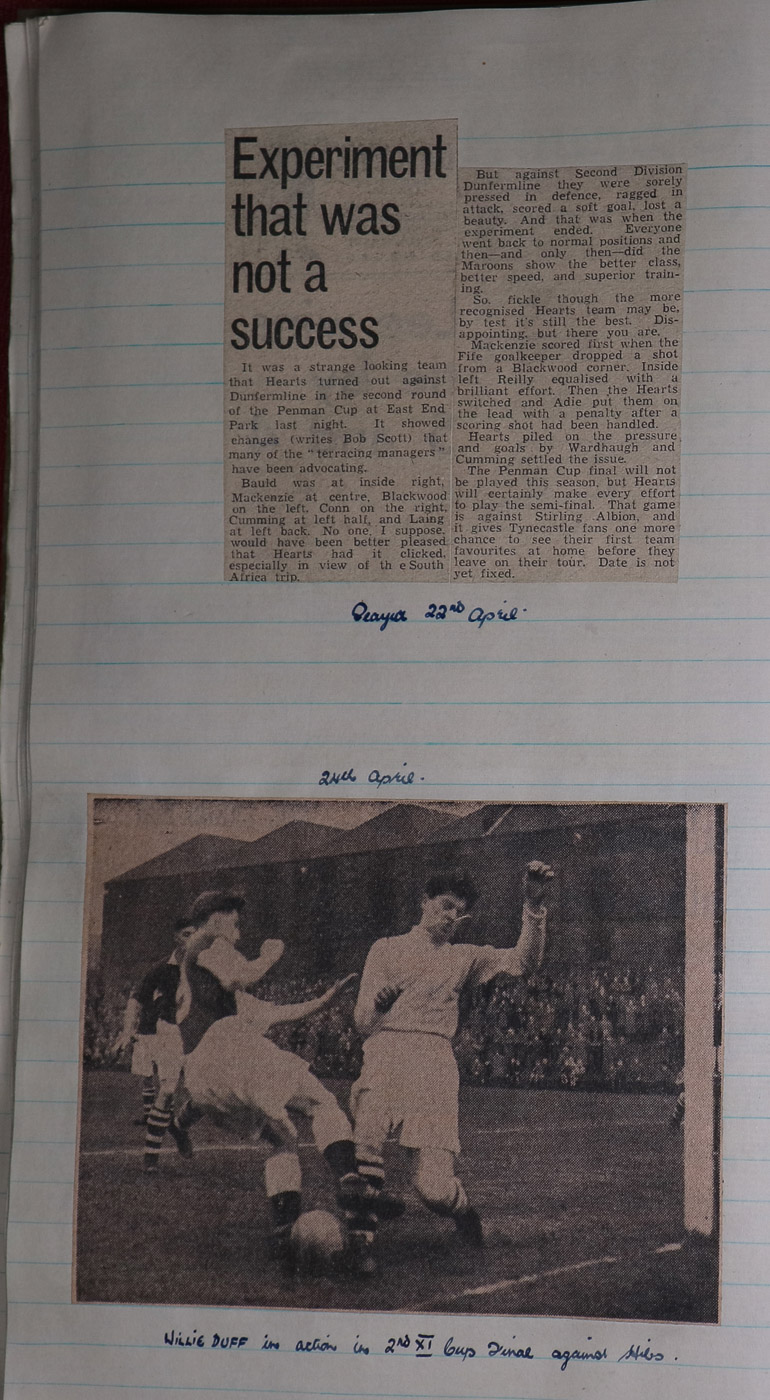 Experiment
that was
not a
success
It was a strange looking team
that Hearts turned out against
Dunfermline in the second round
of the Penman Cup at East End
Park last night. It showed
changes (writes Bob Scott) that
many of the "terracing managers"
have been advocating.
Bauld was at inside right,
Mackenzie at centre, Blackwood
on the left, Conn on the right,
Cumming at left half, and Laing
at left back. No one, I suppose,
would have been better pleased
that Hearts had it clicked,
especially in view of th e South
Africa trip.
But against Second Division
Dunfermline they were sorely
pressed in defence, ragged in
attack, scored a soft goal, lost a
beauty. And that was when the
experiment ended. Everyone
went back to normal positions and
then—and only then—did the
Maroons show the better class,
better speed, and superior train-
ing.
So, fickle though the more
recognised Hearts team may be,
by test it's still the best. Dis-
appointing, but there you are.
Mackenzie scored first when the
Fife goalkeeper dropped a shot
from a Blackwood corner. Inside
left Reilly equalised with a
brilliant effort. Then the Hearts
switched and Adie put them on
the lead with a penalty after a
scoring shot had been handled.
Hearts piled on the pressure
and goals by Wardhaugh and
Cumming settled the issue.
The Penman Cup final will not
be played this season, but Hearts
will certainly make every effort
to play the semi-final. That game
is against Stirling Albion, and
it gives Tynecastle fans one more
chance to see their first team
favourites at home before they
leave on their tour. Date is not
yet fixed.
22nd April.
24th April.
WILLIE DUFF in action in 2nd XI Cup Final against Hibs.